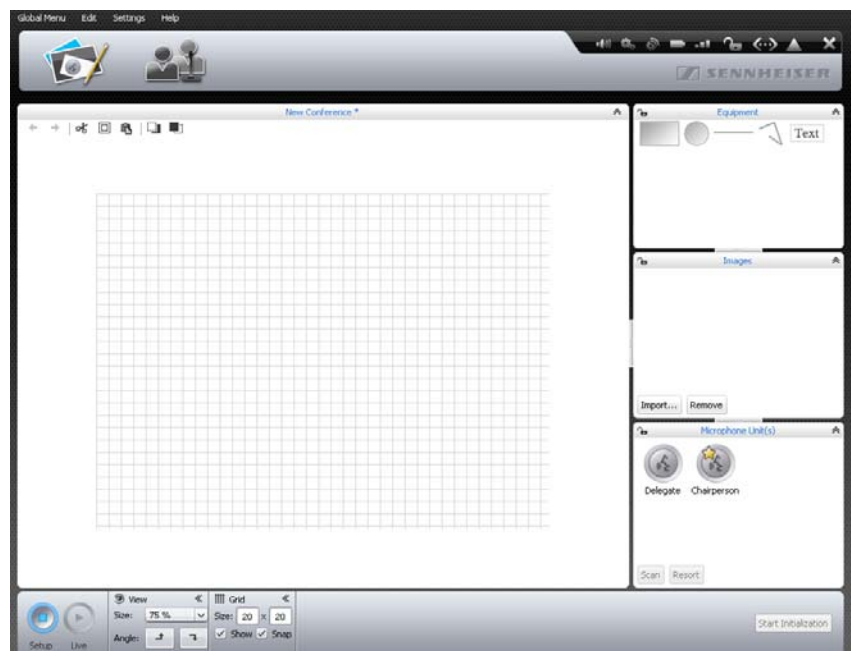 Global Menu Edit Settings Help
SENNHEISER
New Conference *
Equipment
Text
Images
Import... Remove
Microphone Unit(s)
Delegate Chairperson
Scan Resort
View Grid
Size: 75 % Size: 20 x 20
Angle: Show Snap
Setup Live
Start Initialization